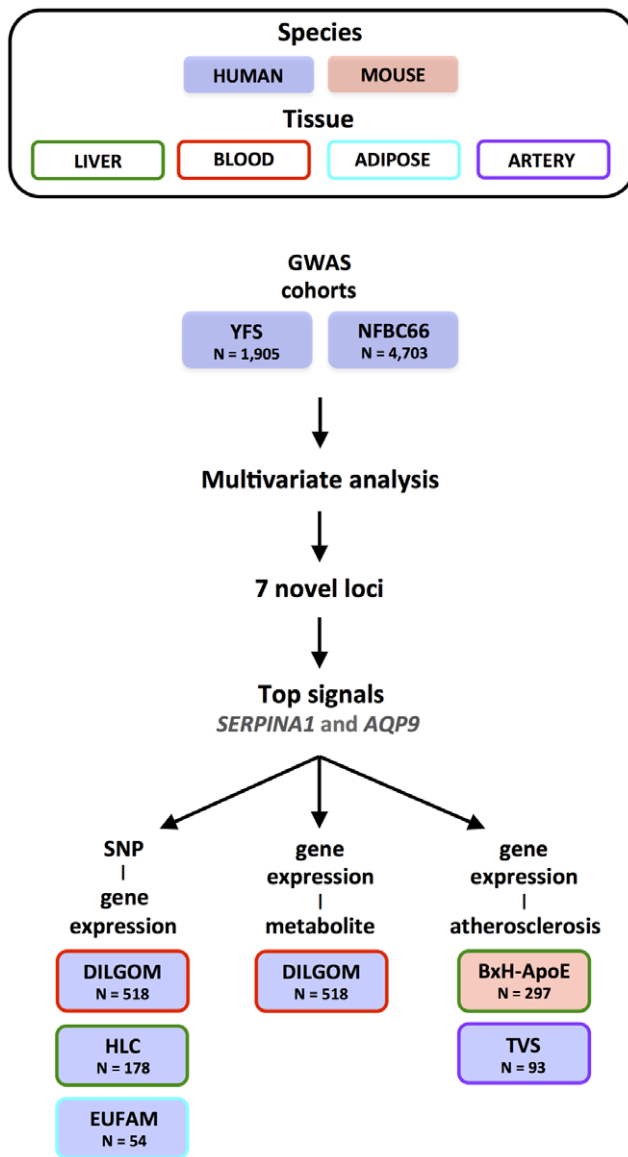 Species
HUMAN
MOUSE
Tissue
LIVER
BLOOD
ADIPOSE
ARTERY
GWAS
cohorts
YFS
N = 1,905
NFBC66
N = 4,703
Multivariate analysis
7 novel loci
Top signals
SERPINA1 and AQP9
SNP
–
gene
expression
DILGOM
N = 518
HLC
N = 178
EUFAM
N = 54
gene
expression
–
metabolite
DILGOM
N = 518
gene
expression
–
atherosclerosis
BxH-ApoE
N = 297
TVS
N = 93